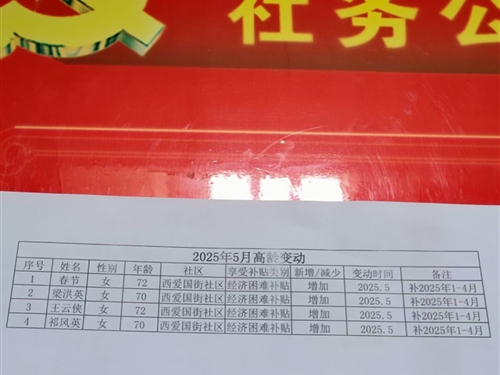 社务公
2025年5月高龄变动
序号 姓名 性别 年龄 社区 享受补贴类别 新增/减少 变动时间 备注
1 春节 女 72 西爱国街社区 经济困难补贴 增加 2025.5 补2025年1-4月
2 梁洪英 女 70 西爱国街社区 经济困难补贴 增加 2025.5 补2025年1-4月
3 王云侠 女 72 西爱国街社区 经济困难补贴 增加 2025.5 补2025年1-4月
4 祁风英 女 70 西爱国街社区 经济困难补贴 增加 2025.5 补2025年1-4月